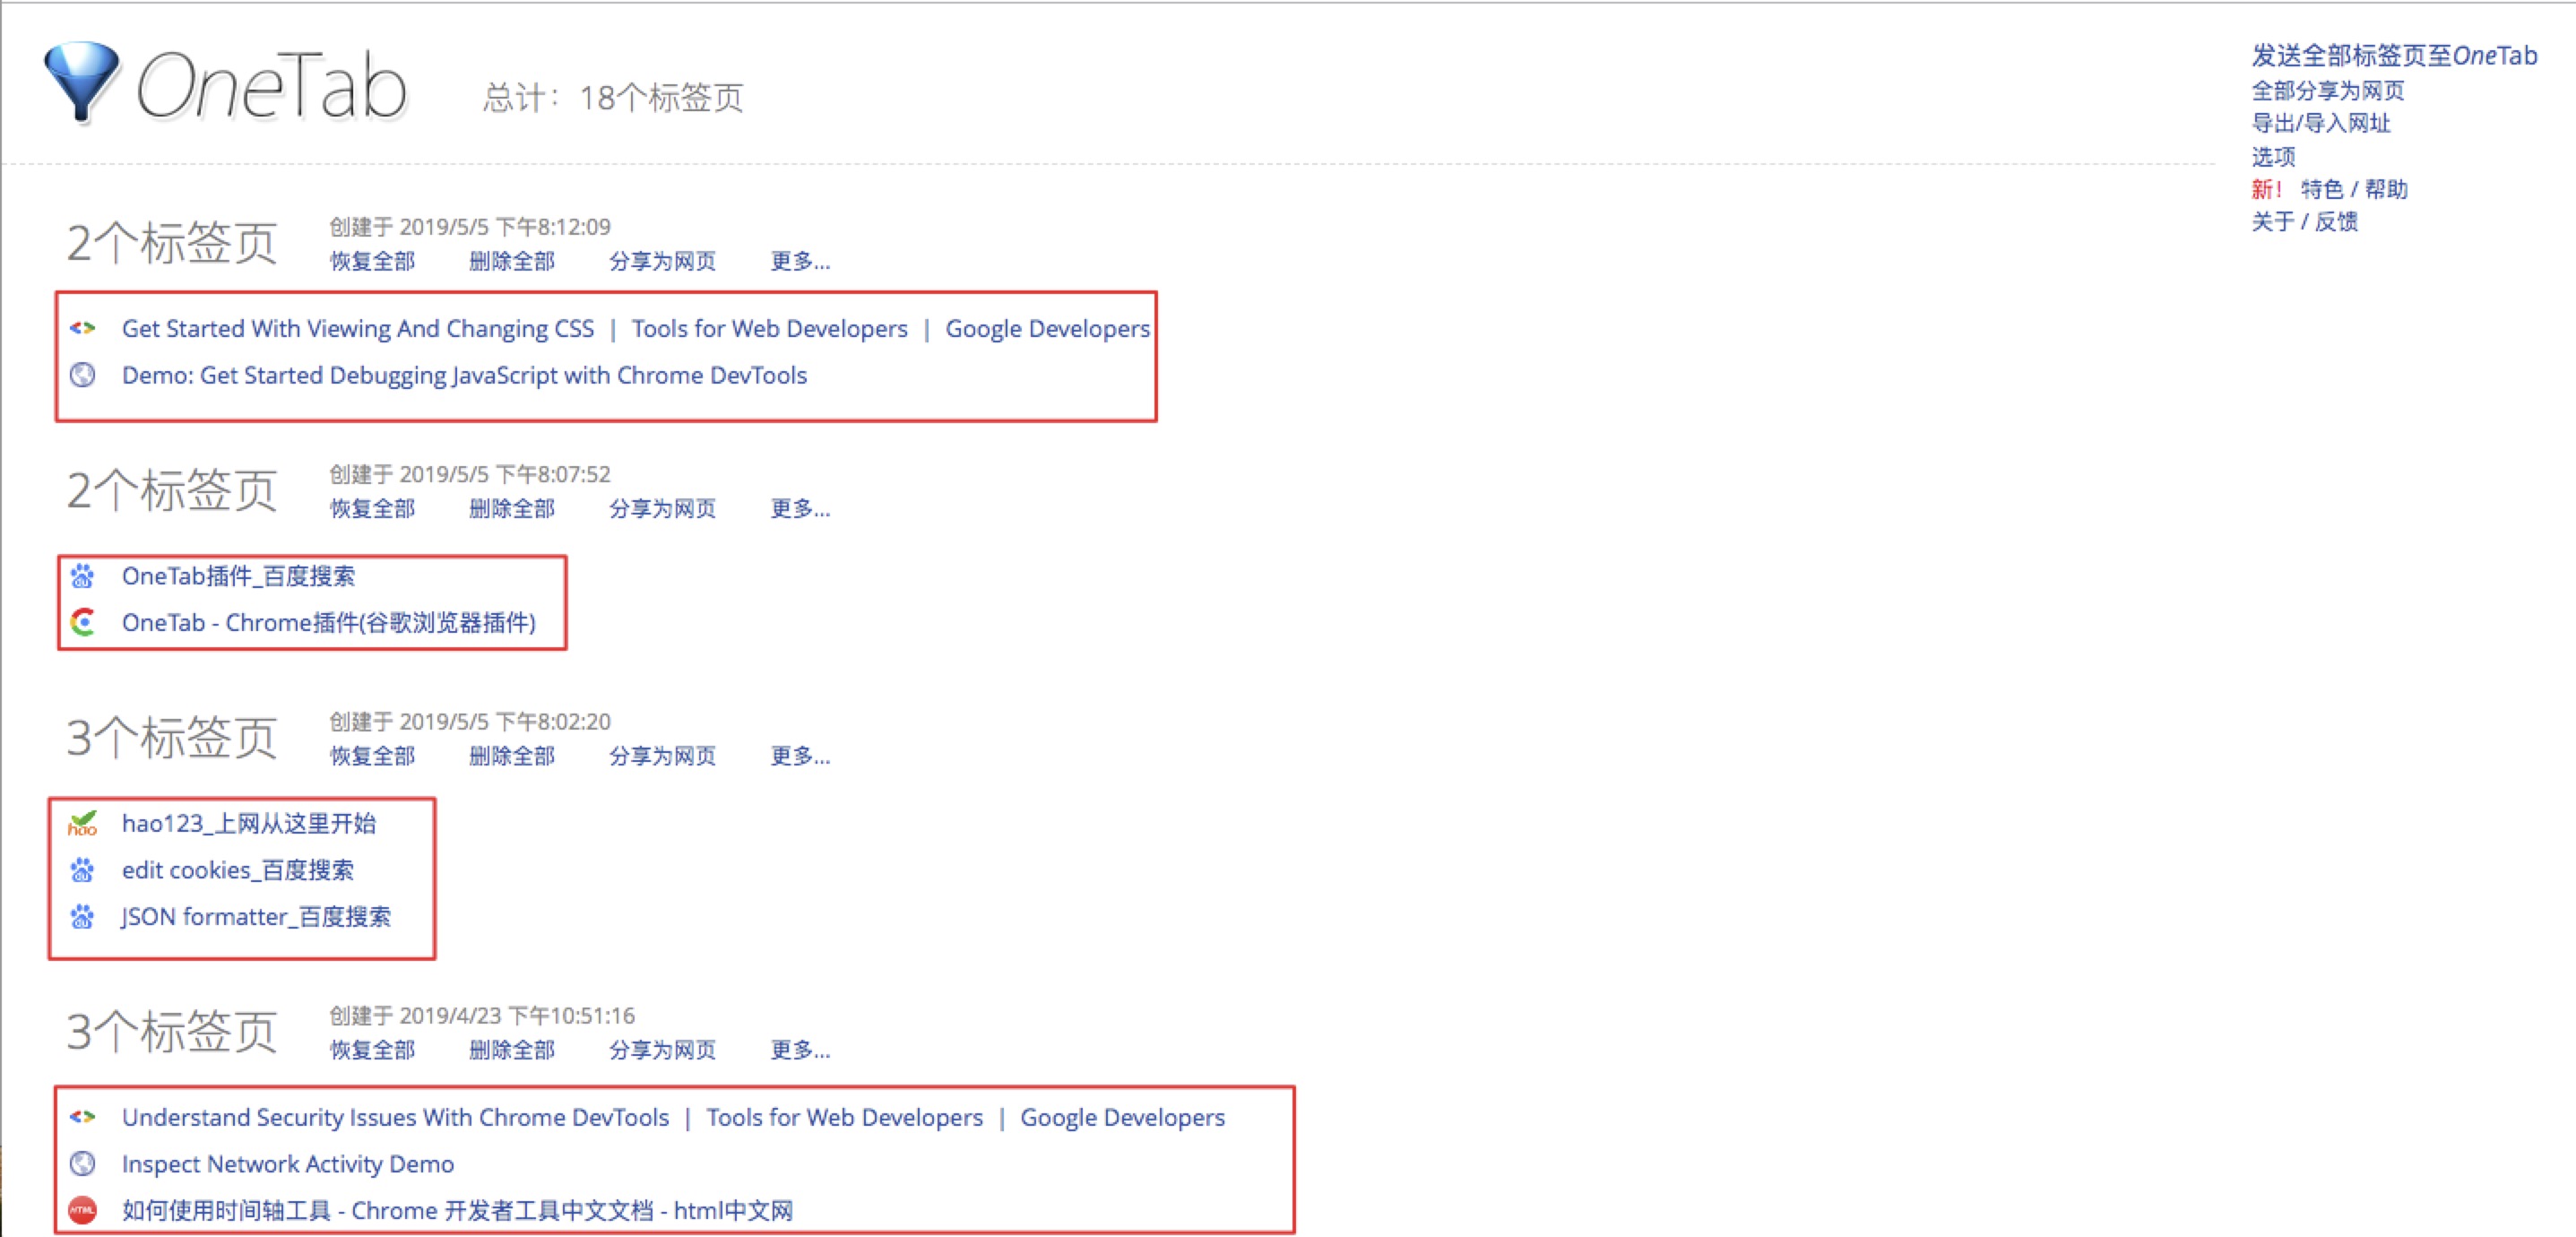 OneTab
总计：18个标签页
发送全部标签页至OneTab
全部分享为网页
导出/导入网址
选项
新! 特色 / 帮助
关于 / 反馈
2个标签页
创建于 2019/5/5 下午8:12:09
恢复全部 删除全部 分享为网页 更多...
Get Started With Viewing And Changing CSS | Tools for Web Developers | Google Developers
Demo: Get Started Debugging JavaScript with Chrome DevTools
2个标签页
创建于 2019/5/5 下午8:07:52
恢复全部 删除全部 分享为网页 更多...
OneTab插件_百度搜索
OneTab - Chrome插件(谷歌浏览器插件)
3个标签页
创建于 2019/5/5 下午8:02:20
恢复全部 删除全部 分享为网页 更多...
hao hao123_上网从这里开始
du edit cookies_百度搜索
du JSON formatter_百度搜索
3个标签页
创建于 2019/4/23 下午10:51:16
恢复全部 删除全部 分享为网页 更多...
Understand Security Issues With Chrome DevTools | Tools for Web Developers | Google Developers
Inspect Network Activity Demo
HTML 如何使用时间轴工具 - Chrome 开发者工具中文文档 - html中文网